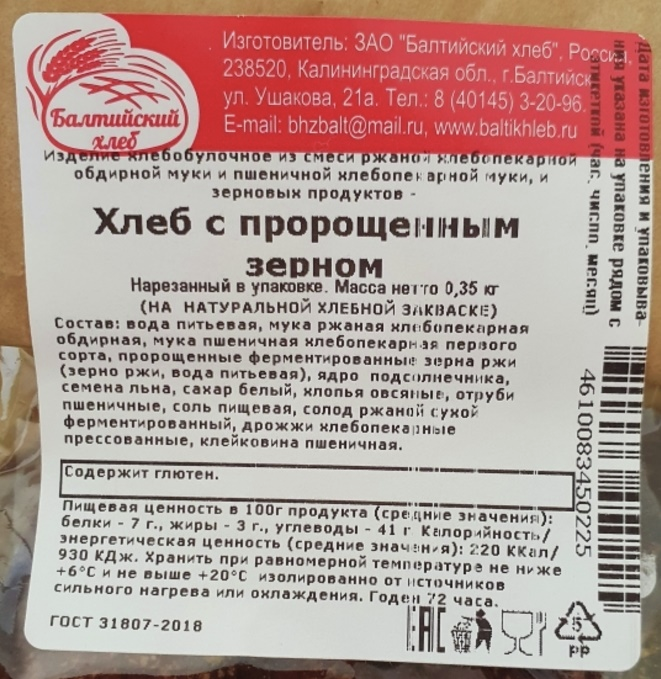 Балтийский
хлеб
Изготовитель: ЗАО "Балтийский хлеб", Россия,
238520, Калининградская обл., г.Балтийск
ул. Ушакова, 21а. Тел.: 8 (40145) 3-20-96.
E-mail: bhzbalt@mail.ru, www.baltikhleb.ru
Изделие хлебобулочное из смеси ржаной хлебопекарной
обдирной муки и пшеничной хлебопекарной муки, и
зерновых продуктов -
Хлеб с пророщенным
зерном
Нарезанный в упаковке. Масса нетто 0,35 кг
(НА НАТУРАЛЬНОЙ ХЛЕБНОЙ ЗАКВАСКЕ)
Состав: вода питьевая, мука ржаная хлебопекарная
обдирная, мука пшеничная хлебопекарная первого
сорта, пророщенные ферментированные зерна ржи
(зерно ржи, вода питьевая), ядро подсолнечника,
семена льна, сахар белый, хлопья овсяные, отруби
пшеничные, соль пищевая, солод ржаной сухой
ферментированный, дрожжи хлебопекарные
прессованные, клейковина пшеничная.
Содержит глютен.
Пищевая ценность в 100г продукта (средние значения):
белки - 7 г., жиры - 3 г., углеводы - 41 г Калорийность/
энергетическая ценность (средние значения): 220 ККал/
930 КДж. Хранить при равномерной температуре не ниже
+6°С и не выше +20°С изолированно от источников
сильного нагрева или охлаждения. Годен 72 часа.
ГОСТ 31807-2018
EAC
5
PP
Дата изготовления и упаковыва-
ния указана на упаковке рядом с
этикеткой (час, число, месяц)
4610083450225